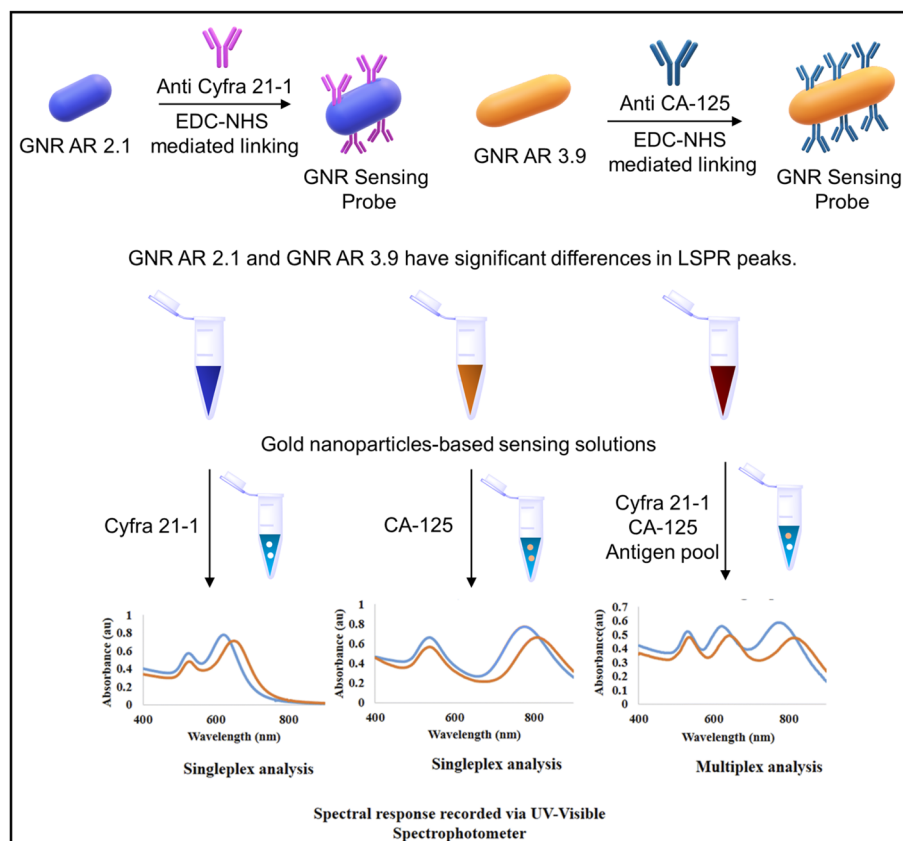 Anti Cyfra 21-1
EDC-NHS
mediated linking
GNR AR 2.1
GNR Sensing
Probe
Anti CA-125
EDC-NHS
mediated linking
GNR AR 3.9
GNR Sensing
Probe
GNR AR 2.1 and GNR AR 3.9 have significant differences in LSPR peaks.
Gold nanoparticles-based sensing solutions
Cyfra 21-1
CA-125
Cyfra 21-1
CA-125
Antigen pool
Absorbance (au)
1
0.8
0.6
0.4
0.2
0
400
600
800
Wavelength (nm)
Singleplex analysis
Absorbance (au)
1
0.8
0.6
0.4
0.2
0
400
600
800
Wavelength (nm)
Singleplex analysis
Absorbance(au)
0.7
0.6
0.5
0.4
0.3
0.2
0.1
0
400
600
800
Wavelength (nm)
Multiplex analysis
Spectral response recorded via UV-Visible
Spectrophotometer